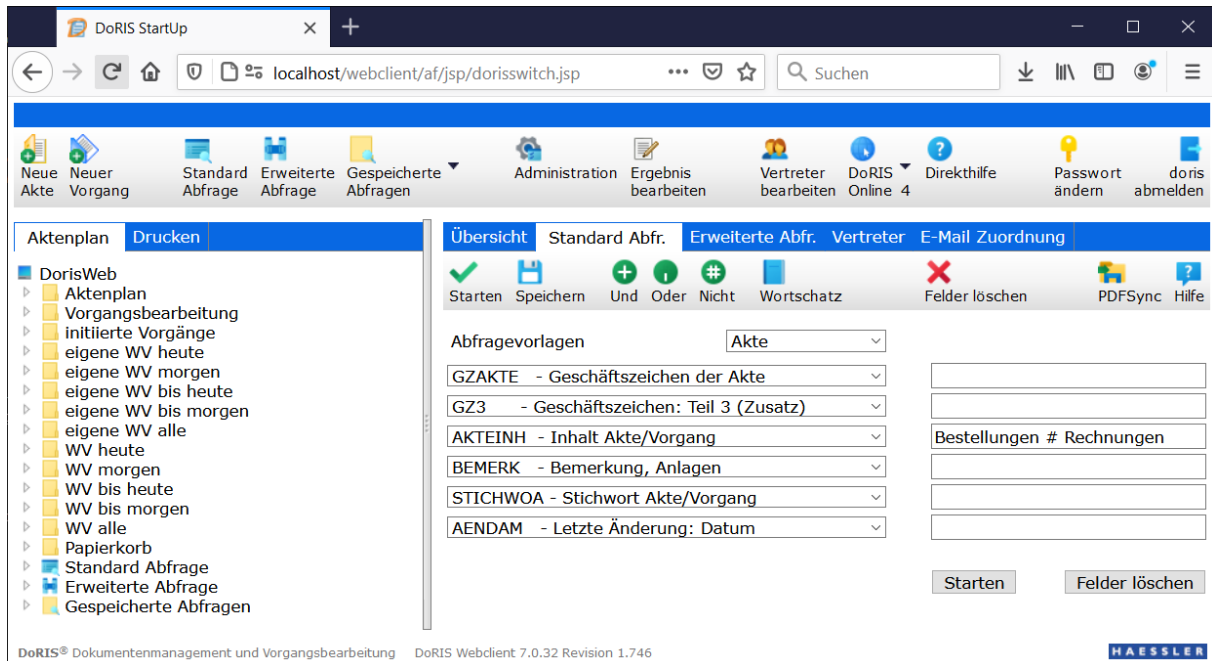 DoRIS StartUp
localhost/webclient/af/jsp/dorisswitch.jsp
Suchen
Neue Akte
Neuer Vorgang
Standard Abfrage
Erweiterte Abfrage
Gespeicherte Abfragen
Administration
Ergebnis bearbeiten
Vertreter bearbeiten
DoRIS Online 4
Direkthilfe
Passwort ändern
doris abmelden
Aktenplan Drucken
DorisWeb
Aktenplan
Vorgangsbearbeitung
initiierte Vorgänge
eigene WV heute
eigene WV morgen
eigene WV bis heute
eigene WV bis morgen
eigene WV alle
WV heute
WV morgen
WV bis heute
WV bis morgen
WV alle
Papierkorb
Standard Abfrage
Erweiterte Abfrage
Gespeicherte Abfragen
Übersicht Standard Abfr. Erweiterte Abfr. Vertreter E-Mail Zuordnung
Starten Speichern Und Oder Nicht Wortschatz Felder löschen PDFSync Hilfe
Abfragevorlagen Akte
GZAKTE - Geschäftszeichen der Akte
GZ3 - Geschäftszeichen: Teil 3 (Zusatz)
AKTEINH - Inhalt Akte/Vorgang Bestellungen # Rechnungen
BEMERK - Bemerkung, Anlagen
STICHWOA - Stichwort Akte/Vorgang
AENDAM - Letzte Änderung: Datum
Starten Felder löschen
DoRIS® Dokumentenmanagement und Vorgangsbearbeitung DoRIS Webclient 7.0.32 Revision 1.746
HAESSLER